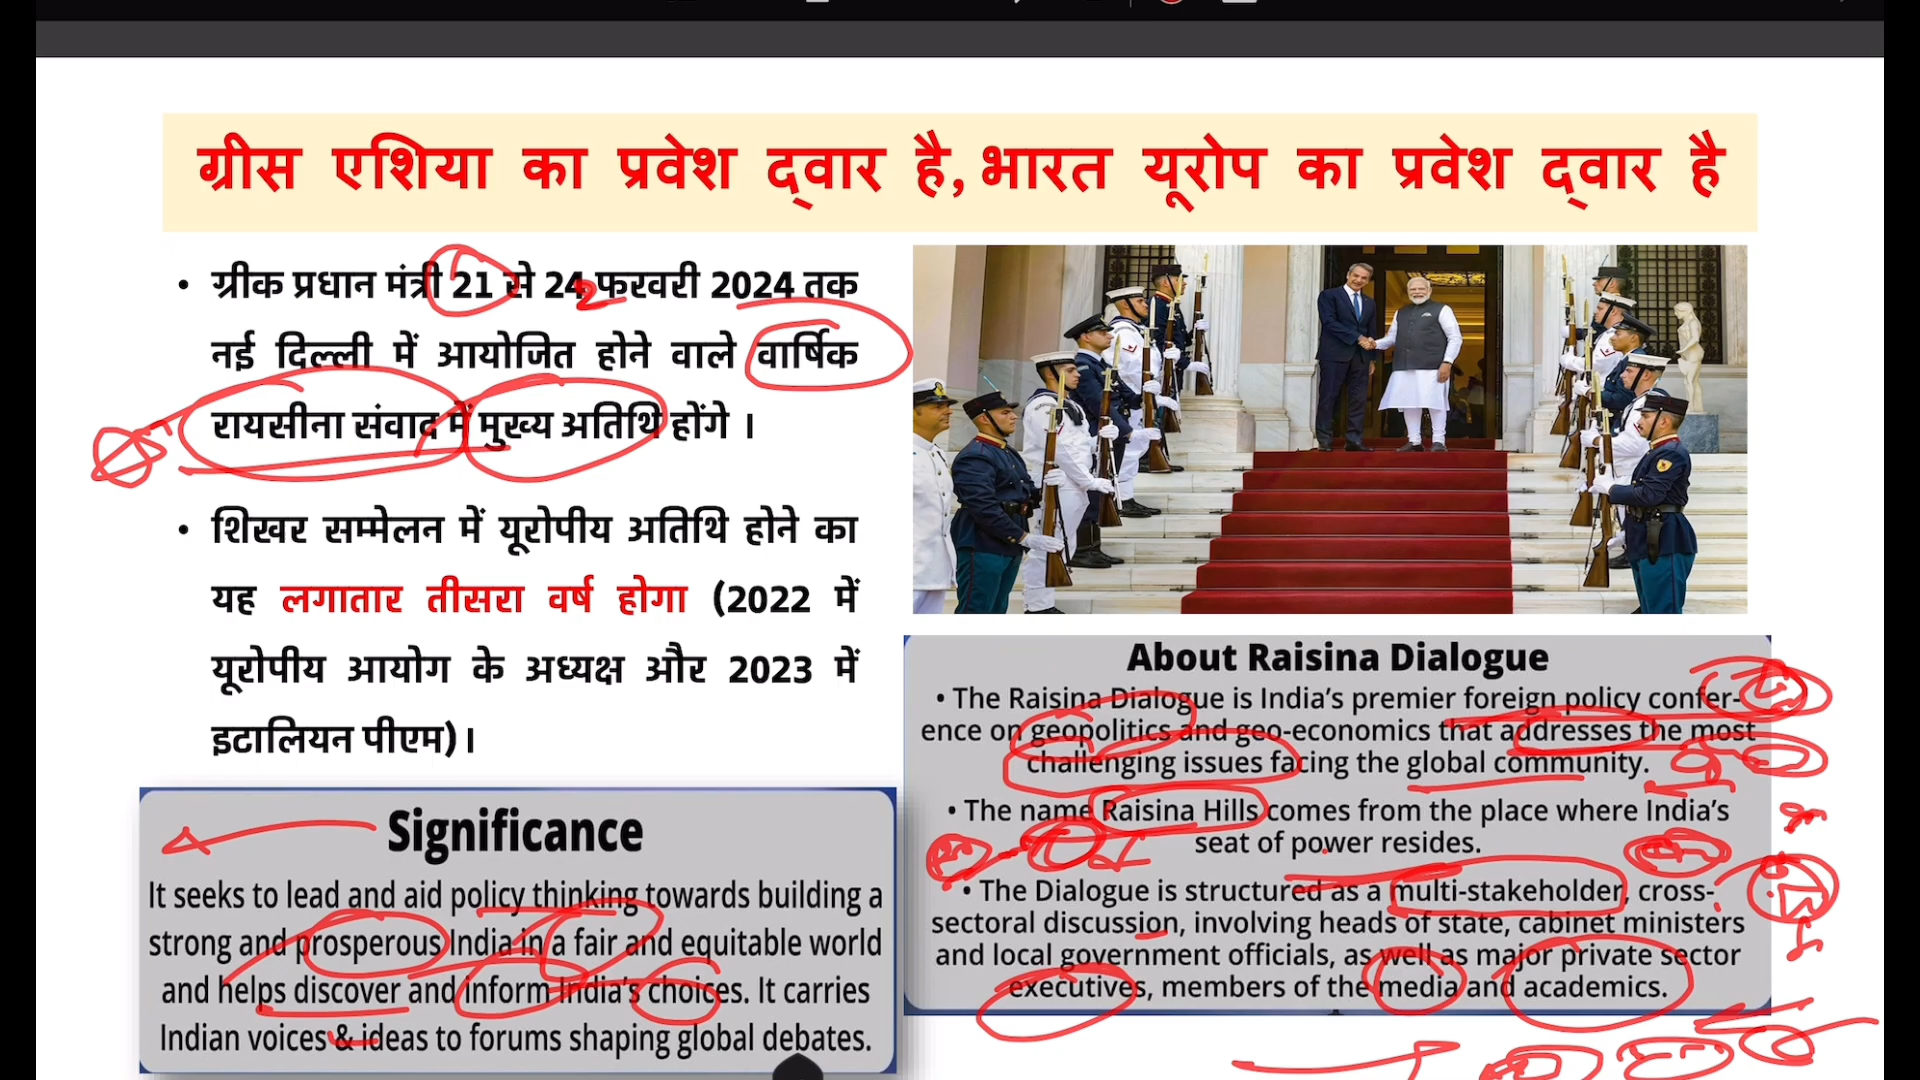 ग्रीस एशिया का प्रवेश द्वार है, भारत यूरोप का प्रवेश द्वार है
• ग्रीक प्रधान मंत्री 21 से 24 फरवरी 2024 तक
नई दिल्ली में आयोजित होने वाले वार्षिक
रायसीना संवाद में मुख्य अतिथि होंगे ।
• शिखर सम्मेलन में यूरोपीय अतिथि होने का
यह लगातार तीसरा वर्ष होगा (2022 में
यूरोपीय आयोग के अध्यक्ष और 2023 में
इटालियन पीएम) ।
Significance
It seeks to lead and aid policy thinking towards building a
strong and prosperous India in a fair and equitable world
and helps discover and inform India's choices. It carries
Indian voices & ideas to forums shaping global debates.
About Raisina Dialogue
• The Raisina Dialogue is India's premier foreign policy confer-
ence on geopolitics and geo-economics that addresses the most
challenging issues facing the global community.
• The name Raisina Hills comes from the place where India's
seat of power resides.
• The Dialogue is structured as a multi-stakeholder, cross-
sectoral discussion, involving heads of state, cabinet ministers
and local government officials, as well as major private sector
executives, members of the media and academics.